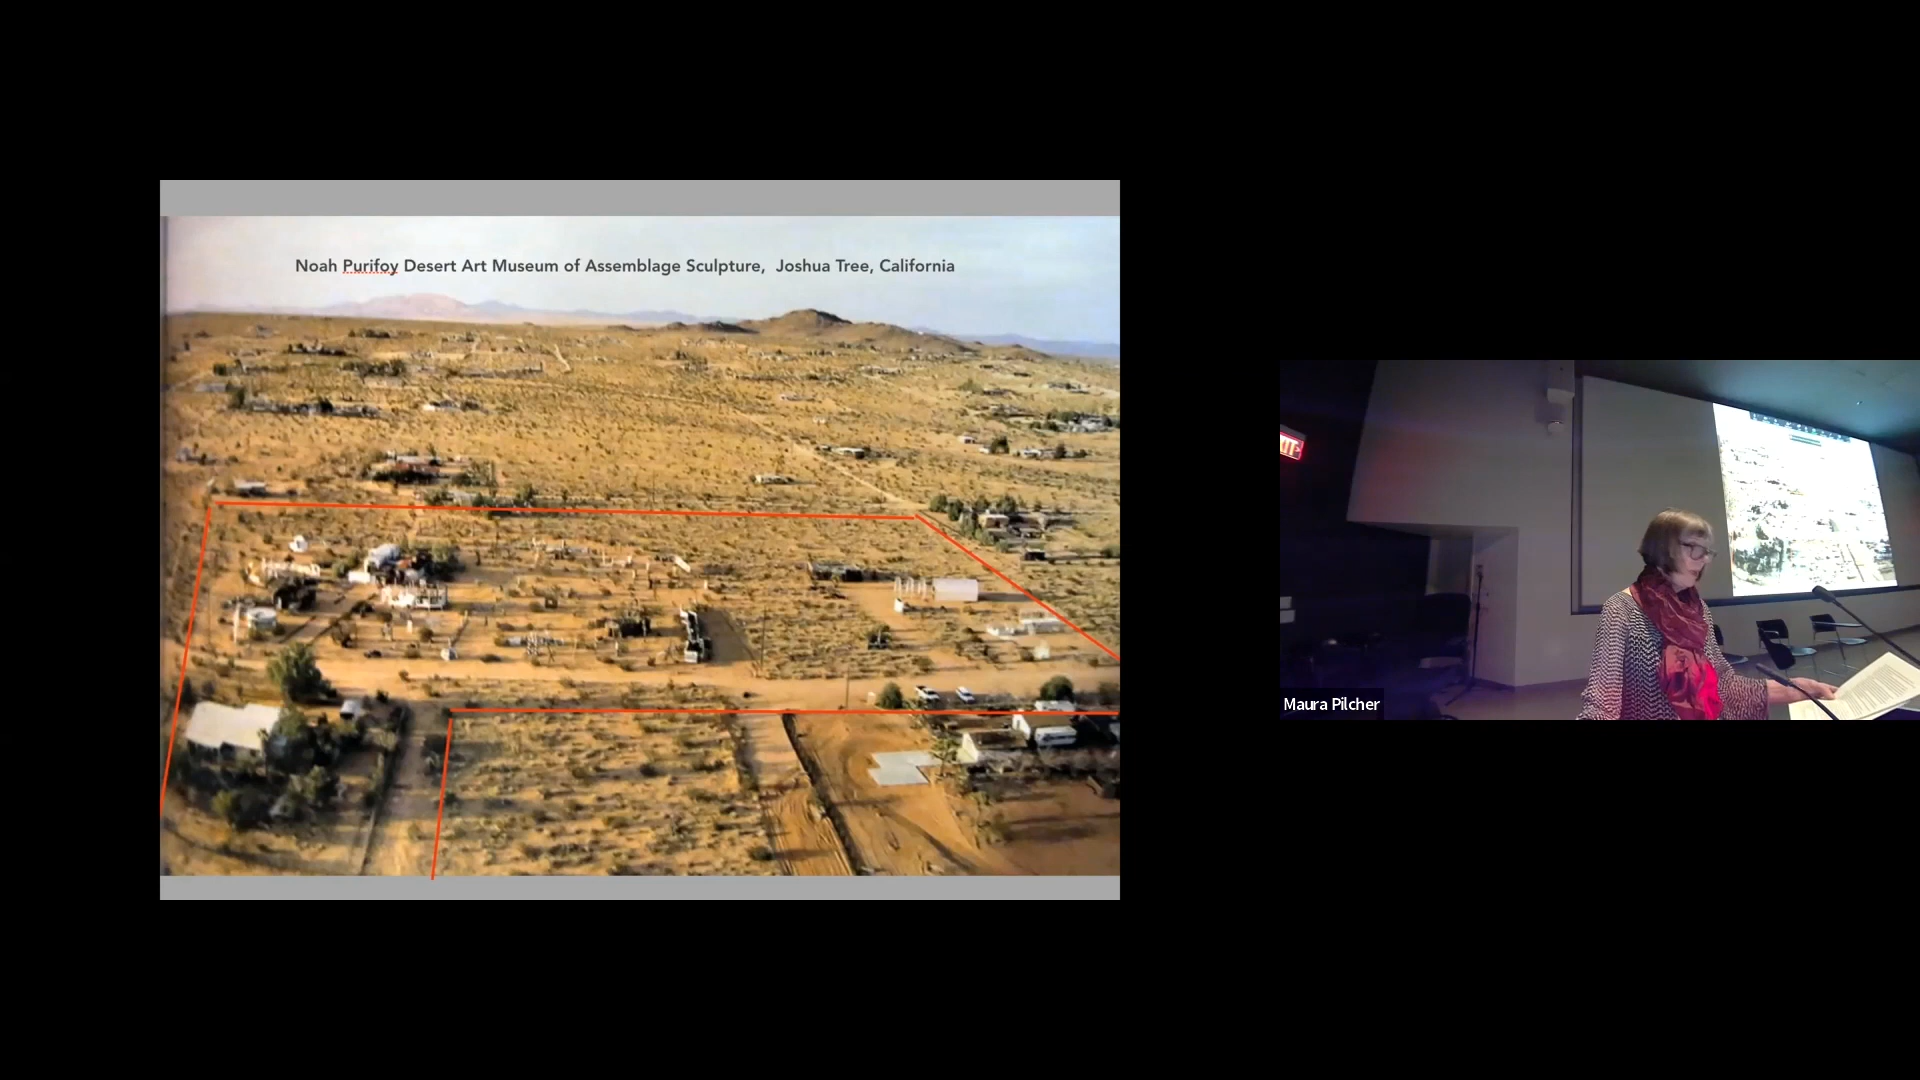 Noah Purifoy Desert Art Museum of Assemblage Sculpture,  Joshua Tree, California
Maura Pilcher